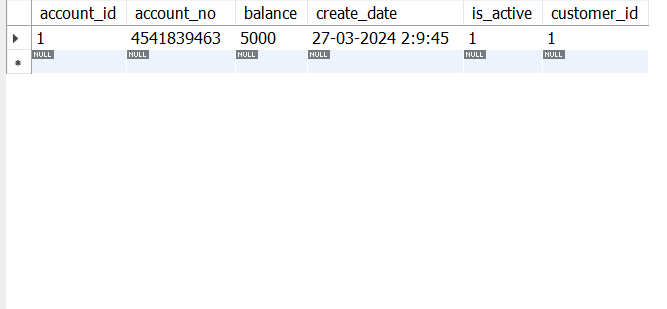 account_id account_no balance create_date is_active customer_id
1 4541839463 5000 27-03-2024 2:9:45 1 1
NULL NULL NULL NULL NULL NULL